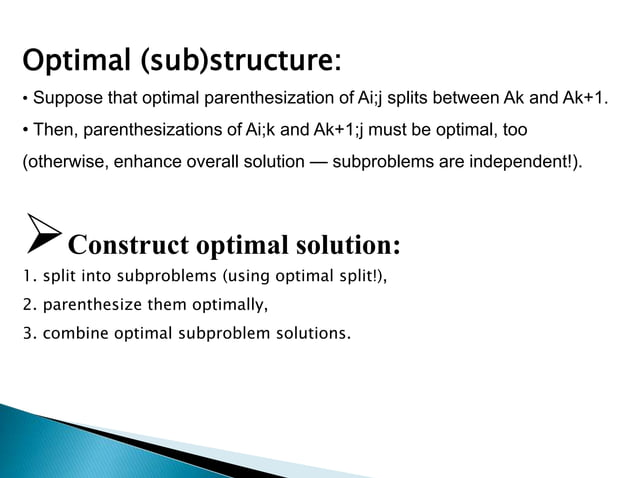 Optimal (sub)structure:
• Suppose that optimal parenthesization of Ai;j splits between Ak and Ak+1.
• Then, parenthesizations of Ai;k and Ak+1;j must be optimal, too
(otherwise, enhance overall solution — subproblems are independent!).
➢Construct optimal solution:
1. split into subproblems (using optimal split!),
2. parenthesize them optimally,
3. combine optimal subproblem solutions.